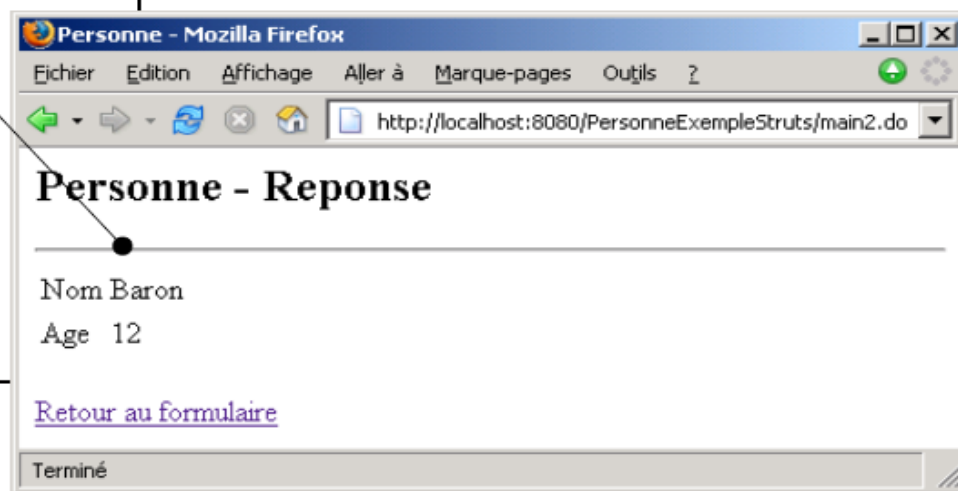 Personne - Mozilla Firefox
Fichier Edition Affichage Aller à Marque-pages Outils ?
http://localhost:8080/PersonneExempleStruts/main2.do
Personne - Reponse
Nom Baron
Age 12
Retour au formulaire
Terminé